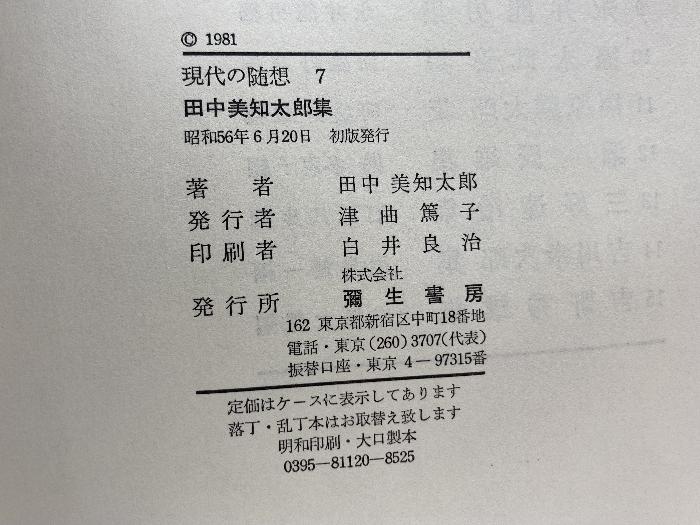 © 1981
現代の随想 7
田中美知太郎集
昭和56年6月20日 初版発行
著者 田中 美知太郎
発行者 津曲篤子
印刷者 白井良治
株式会社
発行所 彌生書房
162 東京都新宿区中町18番地
電話・東京(260)3707(代表)
振替口座・東京 4—97315番
定価はケースに表示してあります
落丁・乱丁本はお取替え致します
明和印刷・大口製本
0395—81120—8525